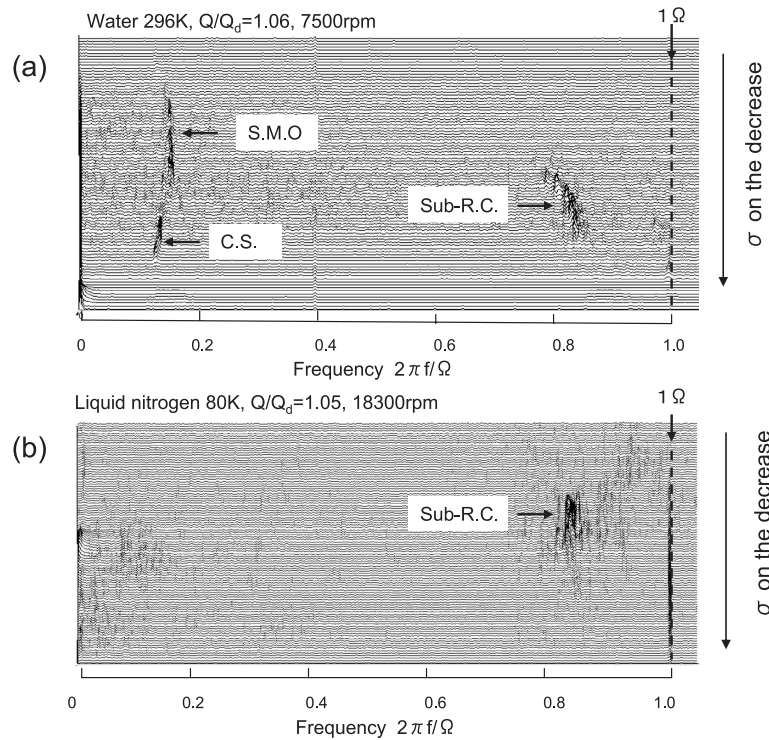 Water 296K, Q/Qd=1.06, 7500rpm
1 Ω
(a)
S.M.O
Sub-R.C.
C.S.
σ on the decrease
0 0.2 0.4 0.6 0.8 1.0
Frequency 2πf/Ω
Liquid nitrogen 80K, Q/Qd=1.05, 18300rpm
1 Ω
(b)
Sub-R.C.
σ on the decrease
0 0.2 0.4 0.6 0.8 1.0
Frequency 2πf/Ω